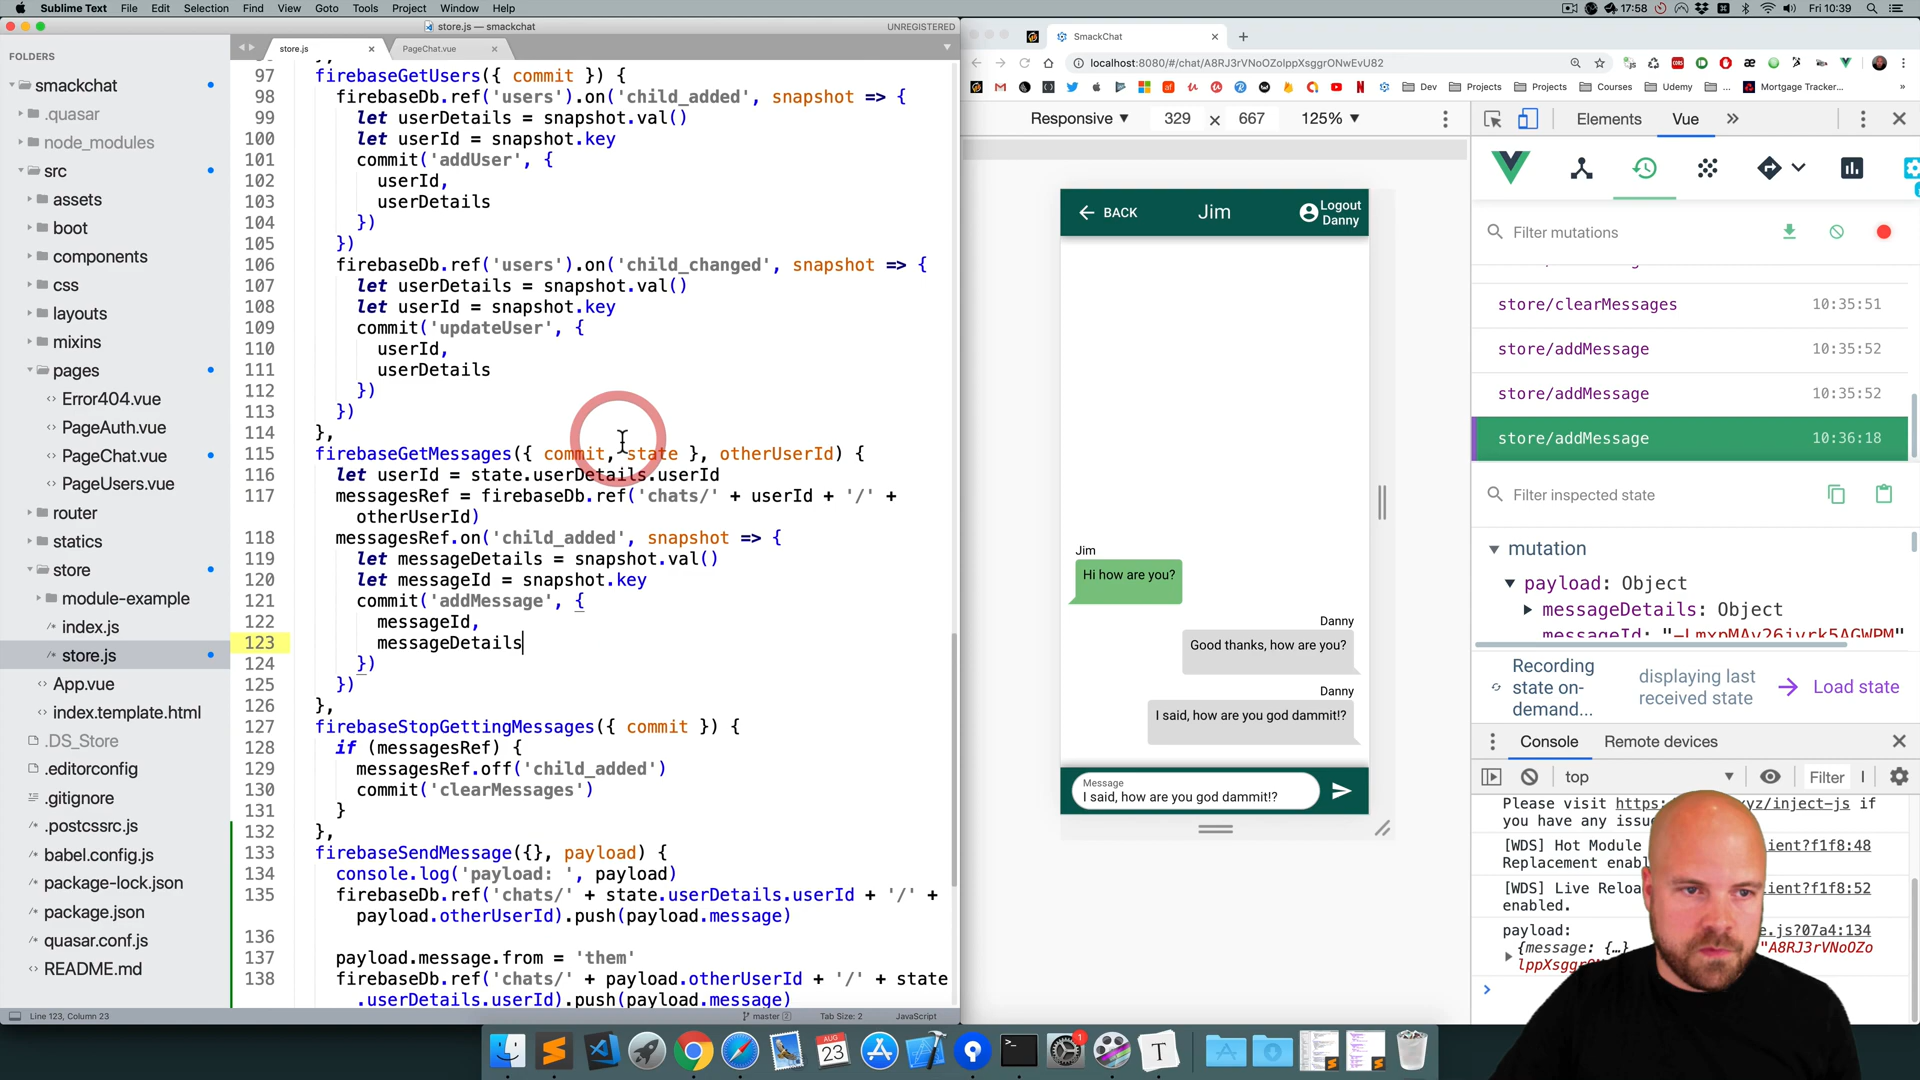 Sublime Text File Edit Selection Find View Goto Tools Project Window Help
17:58 Fri 10:39
store.js — smackchat
UNREGISTERED
FOLDERS
smackchat
.quasar
node_modules
src
assets
boot
components
css
layouts
mixins
pages
Error404.vue
PageAuth.vue
PageChat.vue
PageUsers.vue
router
statics
store
module-example
index.js
store.js
App.vue
index.template.html
.DS_Store
.editorconfig
.gitignore
.postcssrc.js
babel.config.js
package-lock.json
package.json
quasar.conf.js
README.md
store.js PageChat.vue
97 firebaseGetUsers({ commit }) {
98 firebaseDb.ref('users').on('child_added', snapshot => {
99 let userDetails = snapshot.val()
100 let userId = snapshot.key
101 commit('addUser', {
102 userId,
103 userDetails
104 })
105 })
106 firebaseDb.ref('users').on('child_changed', snapshot => {
107 let userDetails = snapshot.val()
108 let userId = snapshot.key
109 commit('updateUser', {
110 userId,
111 userDetails
112 })
113 })
114 },
115 firebaseGetMessages({ commit, state }, otherUserId) {
116 let userId = state.userDetails.userId
117 messagesRef = firebaseDb.ref('chats/' + userId + '/' +
otherUserId)
118 messagesRef.on('child_added', snapshot => {
119 let messageDetails = snapshot.val()
120 let messageId = snapshot.key
121 commit('addMessage', {
122 messageId,
123 messageDetails
124 })
125 })
126 },
127 firebaseStopGettingMessages({ commit }) {
128 if (messagesRef) {
129 messagesRef.off('child_added')
130 commit('clearMessages')
131 }
132 },
133 firebaseSendMessage({}, payload) {
134 console.log('payload: ', payload)
135 firebaseDb.ref('chats/' + state.userDetails.userId + '/' +
payload.otherUserId).push(payload.message)
136
137 payload.message.from = 'them'
138 firebaseDb.ref('chats/' + payload.otherUserId + '/' + state
.userDetails.userId).push(payload.message)
Line 123, Column 23
master 2
Tab Size: 2
JavaScript
SmackChat
localhost:8080/#/chat/A8RJ3rVNoOZolppXsggrONwEvU82
Dev Projects Projects Courses Udemy ... Mortgage Tracker...
Responsive 329 × 667 125%
BACK
Jim
Logout
Danny
Jim
Hi how are you?
Danny
Good thanks, how are you?
Danny
I said, how are you god dammit!?
Message
I said, how are you god dammit!?
Elements Vue
Filter mutations
store/clearMessages 10:35:51
store/addMessage 10:35:52
store/addMessage 10:35:52
store/addMessage 10:36:18
Filter inspected state
mutation
payload: Object
messageDetails: Object
Recording
state on-
demand...
displaying last
received state
Load state
Console Remote devices
top Filter
Please visit
if
you have any
[WDS] Hot Module
Replacement
[WDS] Live
enabled.
payload:
{message: {…}
AUG
23
1
T